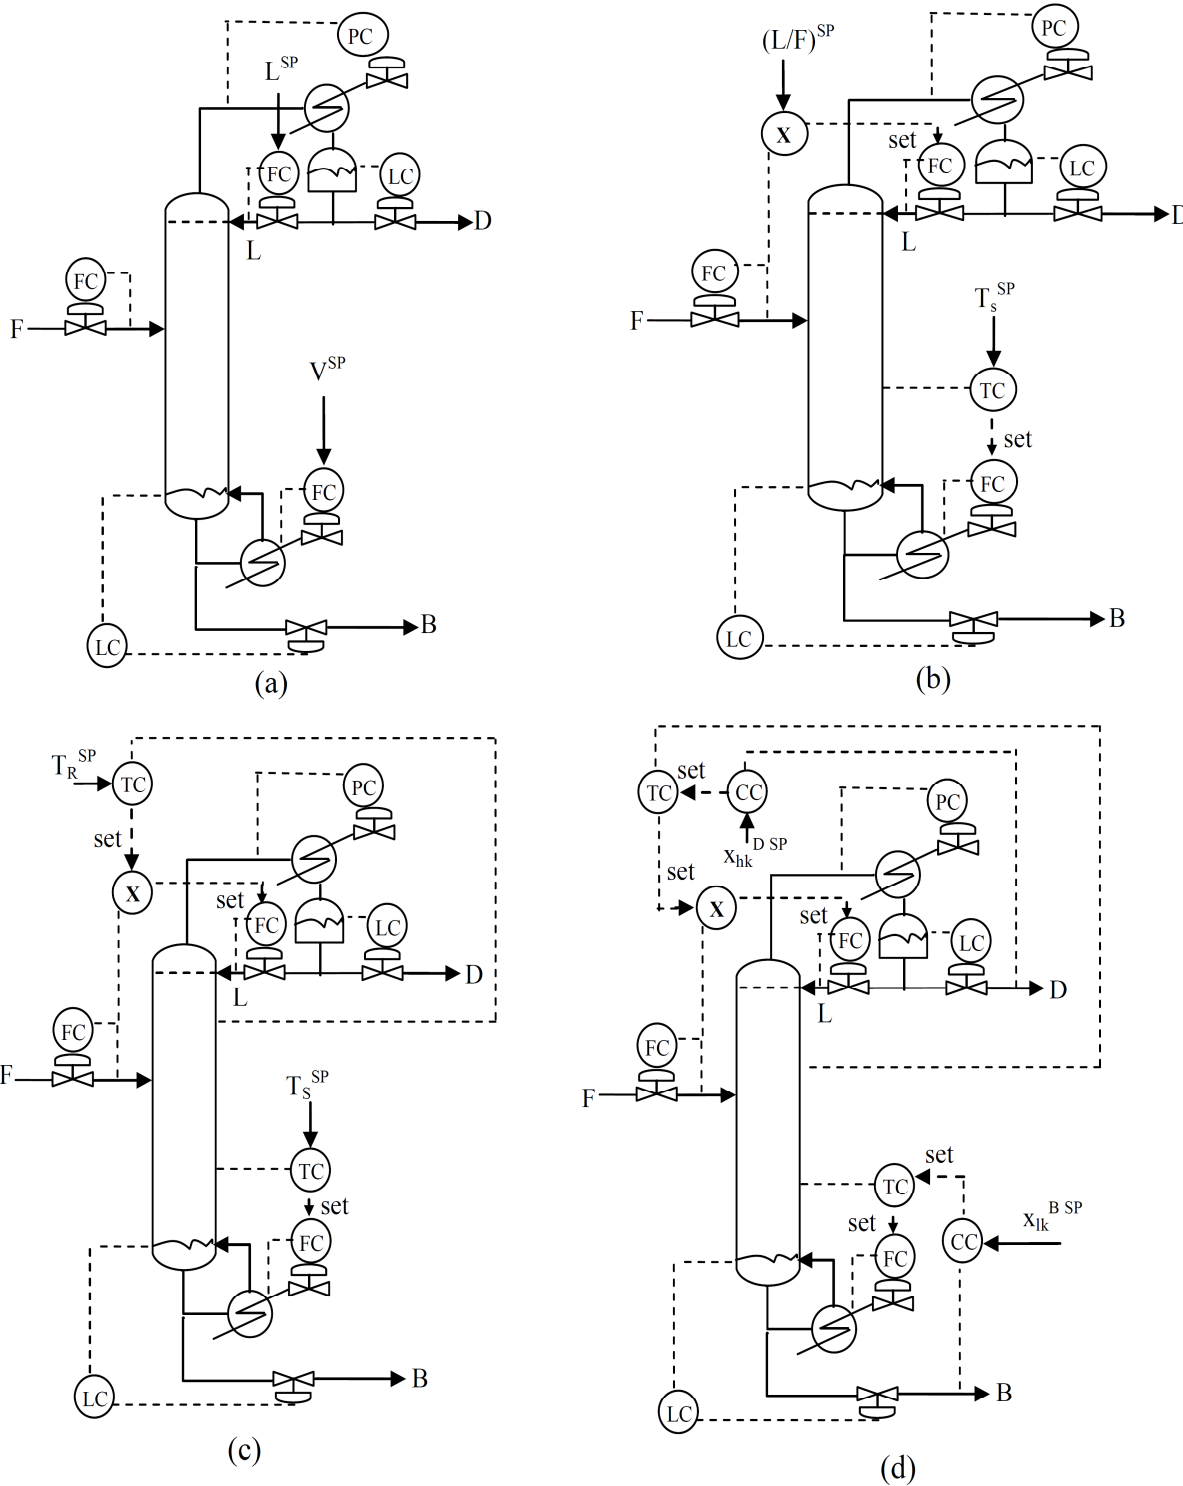 PC
L^SP
FC
LC
D
L
FC
F
V^SP
FC
LC
B
(a)
PC
(L/F)^SP
X
set
FC
LC
D
L
FC
F
T_s^SP
TC
set
FC
LC
B
(b)
T_R^SP
TC
PC
set
X
set
FC
LC
D
L
FC
F
T_S^SP
TC
set
FC
LC
B
(c)
TC
set
CC
PC
x_hk^D SP
set
X
set
FC
LC
D
L
FC
F
set
TC
set
x_lk^B SP
CC
FC
LC
B
(d)